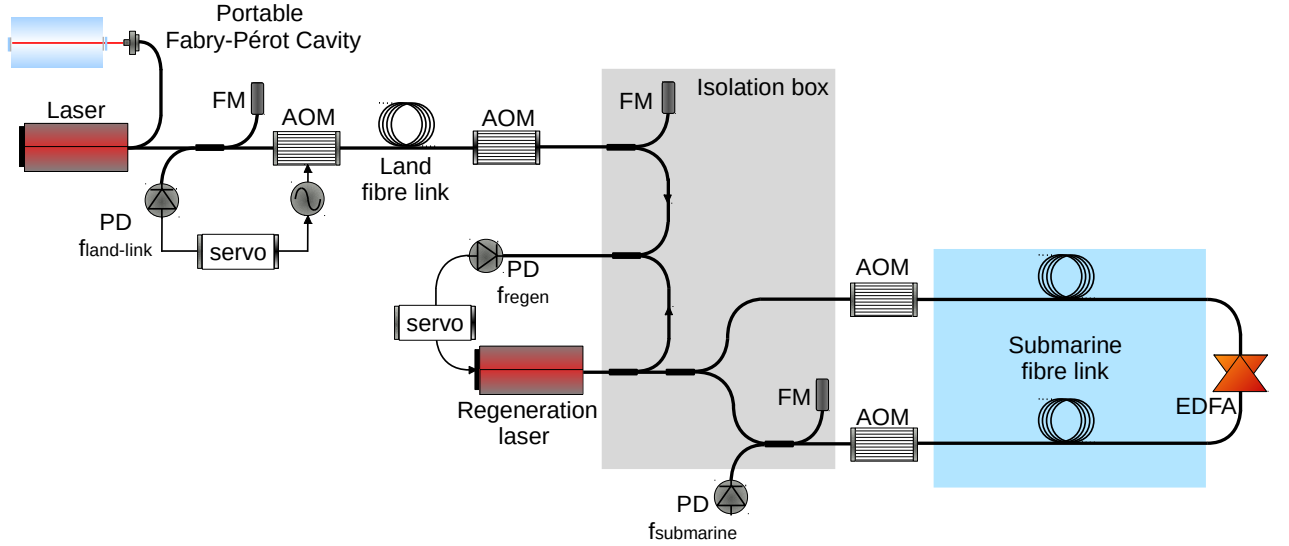 Portable
Fabry-Pérot Cavity
Laser
FM
AOM
AOM
Land
fibre link
PD
fland-link
servo
FM
Isolation box
PD
fregen
servo
Regeneration
laser
AOM
Submarine
fibre link
EDFA
FM
AOM
PD
fsubmarine